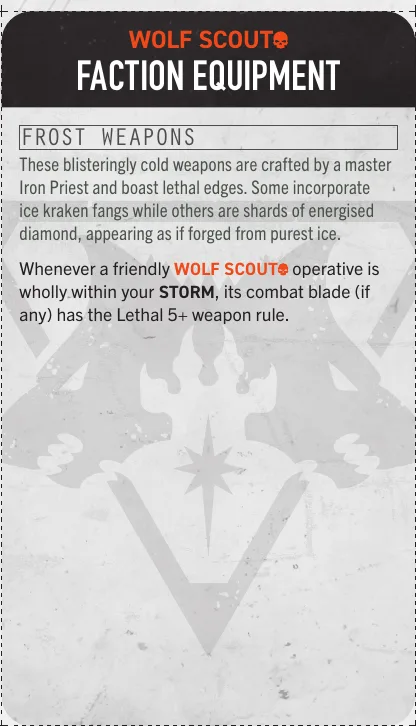 WOLF SCOUT
FACTION EQUIPMENT
FROST WEAPONS
These blisteringly cold weapons are crafted by a master
Iron Priest and boast lethal edges. Some incorporate
ice kraken fangs while others are shards of energised
diamond, appearing as if forged from purest ice.
Whenever a friendly WOLF SCOUT operative is
wholly within your STORM, its combat blade (if
any) has the Lethal 5+ weapon rule.